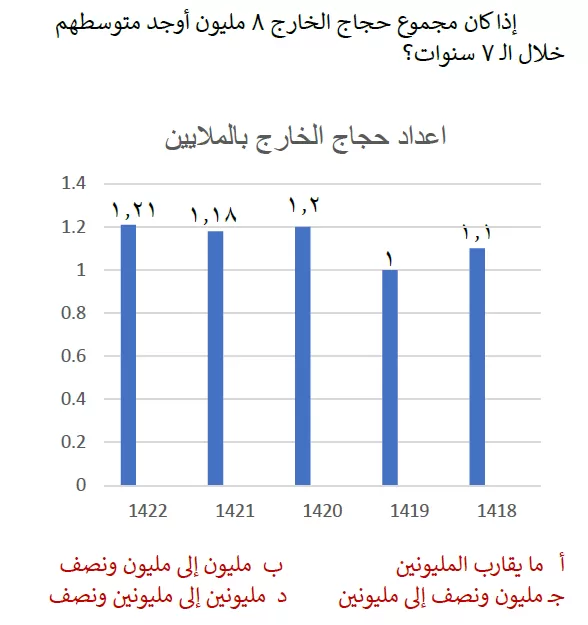 إذا كان مجموع حجاج الخارج ٨ مليون أوجد متوسطهم
خلال الـ ٧ سنوات؟
اعداد حجاج الخارج بالملايين
1.4
1.2
1
0.8
0.6
0.4
0.2
0
١,٢١
١,١٨
١,٢
١
١,١
1422
1421
1420
1419
1418
أ ما يقارب المليونين
ب مليون إلى مليون ونصف
جـ مليون ونصف إلى مليونين
د مليونين إلى مليونين ونصف